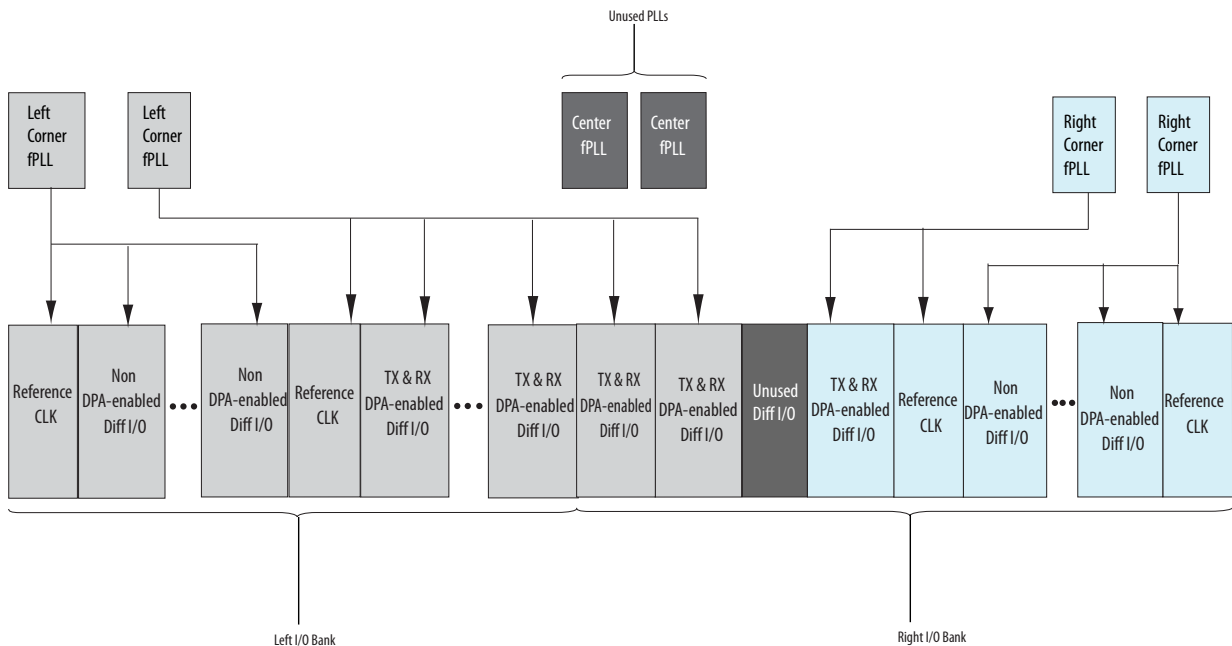 Unused PLLs
Left
Corner
fPLL
Left
Corner
fPLL
Center
fPLL
Center
fPLL
Right
Corner
fPLL
Right
Corner
fPLL
Reference
CLK
Non
DPA-enabled
Diff I/O
•••
Non
DPA-enabled
Diff I/O
Reference
CLK
TX & RX
DPA-enabled
Diff I/O
•••
TX & RX
DPA-enabled
Diff I/O
TX & RX
DPA-enabled
Diff I/O
TX & RX
DPA-enabled
Diff I/O
Unused
Diff I/O
TX & RX
DPA-enabled
Diff I/O
Reference
CLK
Non
DPA-enabled
Diff I/O
•••
Non
DPA-enabled
Diff I/O
Reference
CLK
Left I/O Bank
Right I/O Bank